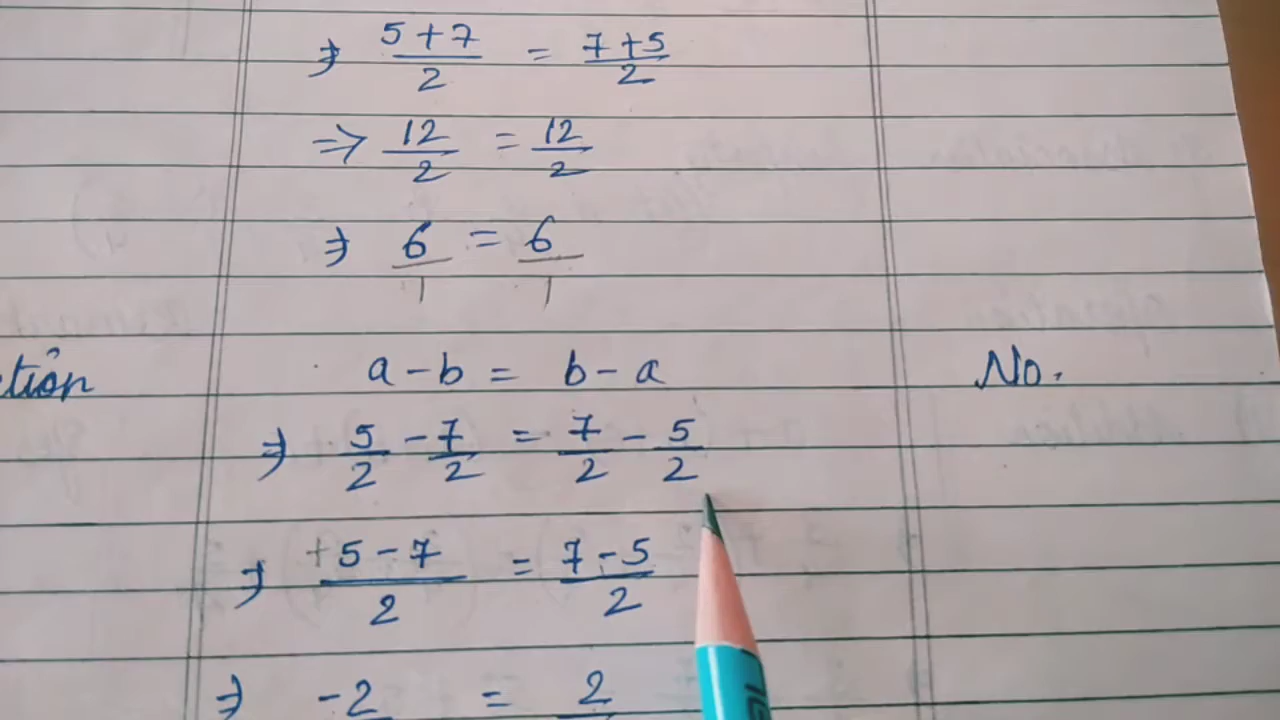 ⇒ 5+7/2 = 7+5/2
⇒ 12/2 = 12/2
⇒ 6/1 = 6/1
ction a-b = b-a No.
⇒ 5/2 - 7/2 = 7/2 - 5/2
⇒ +5-7/2 = 7-5/2
⇒ -2 = 2